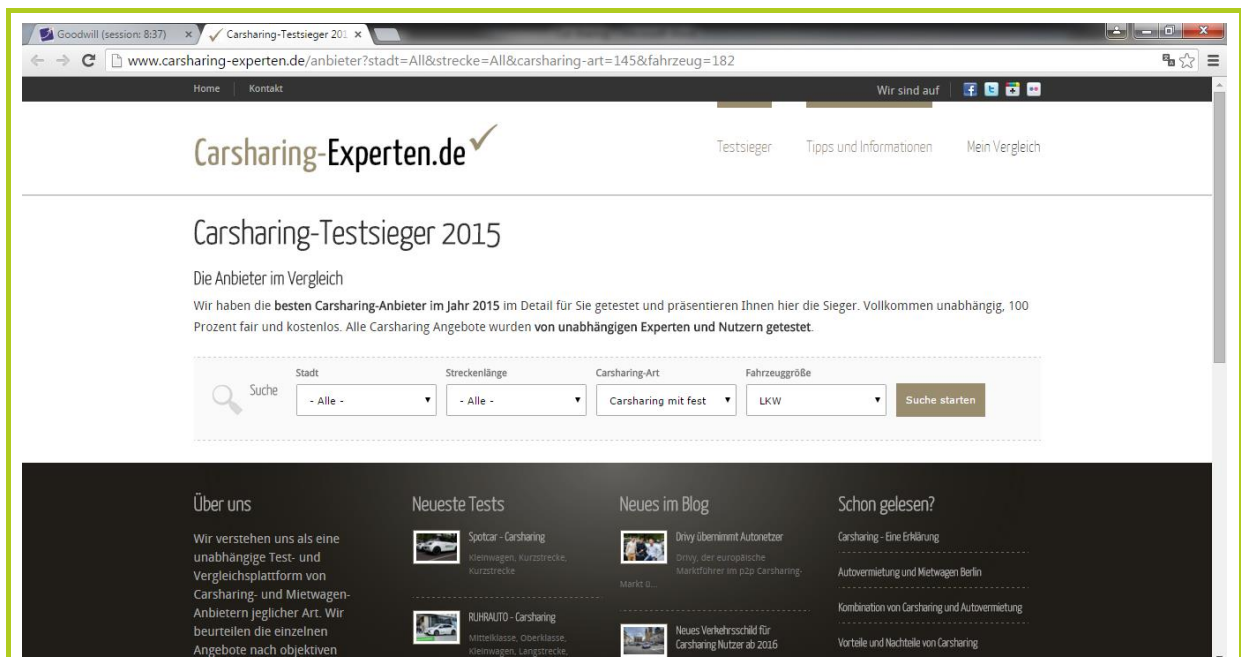 Goodwill (session: 8:37)
Carsharing-Testsieger 201
www.carsharing-experten.de/anbieter?stadt=All&strecke=All&carsharing-art=145&fahrzeug=182
Home
Kontakt
Wir sind auf
Carsharing-Experten.de
Testsieger
Tipps und Informationen
Mein Vergleich
Carsharing-Testsieger 2015
Die Anbieter im Vergleich
Wir haben die besten Carsharing-Anbieter im Jahr 2015 im Detail für Sie getestet und präsentieren Ihnen hier die Sieger. Vollkommen unabhängig, 100
Prozent fair und kostenlos. Alle Carsharing Angebote wurden von unabhängigen Experten und Nutzern getestet.
Suche
Stadt
- Alle -
Streckenlänge
- Alle -
Carsharing-Art
Carsharing mit fest
Fahrzeuggröße
LKW
Suche starten
Über uns
Wir verstehen uns als eine
unabhängige Test- und
Vergleichsplattform von
Carsharing- und Mietwagen-
Anbietern jeglicher Art. Wir
beurteilen die einzelnen
Angebote nach objektiven
Neueste Tests
Spotcar - Carsharing
Kleinwagen, Kurzstrecke,
Kurzstrecke
RUHRAUTO - Carsharing
Mittelklasse, Oberklasse,
Kleinwagen, Langstrecke,
Neues im Blog
Drivy übernimmt Autonetzer
Drivy, der europäische
Marktführer im p2p Carsharing-
Markt ü...
Neues Verkehrsschild für
Carsharing Nutzer ab 2016
Schon gelesen?
Carsharing - Eine Erklärung
Autovermietung und Mietwagen Berlin
Kombination von Carsharing und Autovermietung
Vorteile und Nachteile von Carsharing